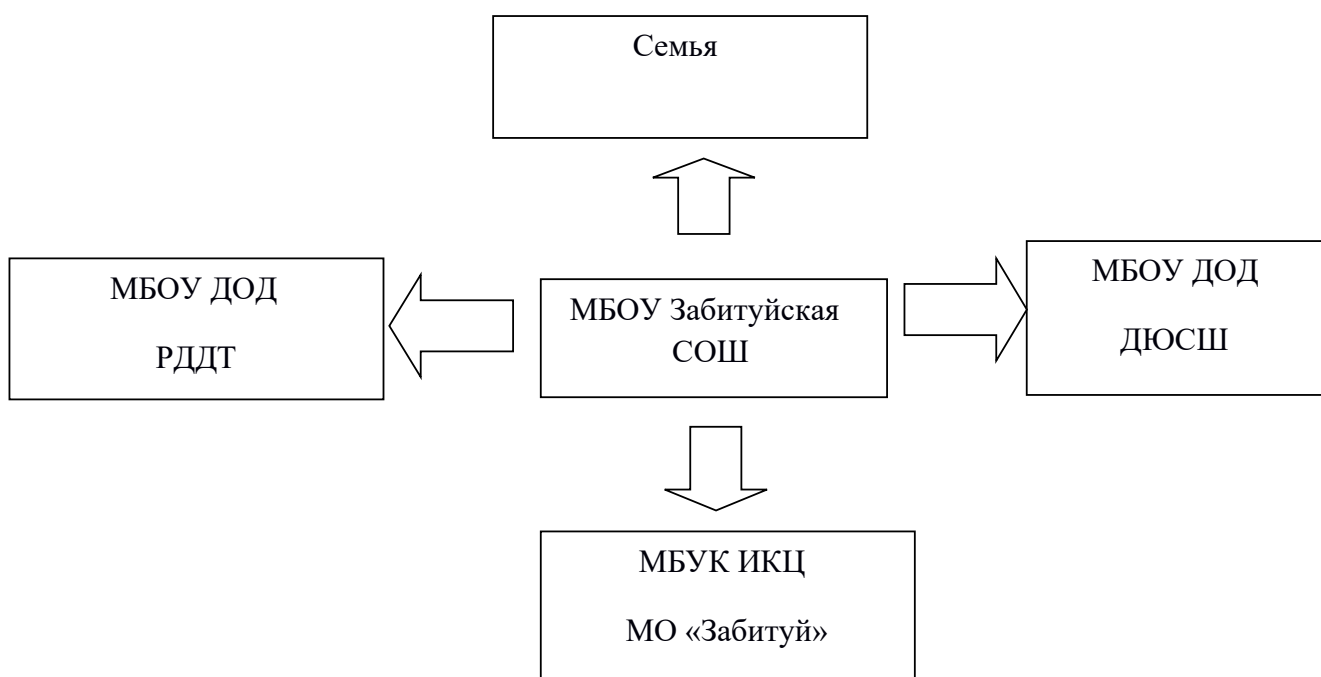 Семья
МБОУ ДОД
РДДТ
МБОУ Забитуйская
СОШ
МБОУ ДОД
ДЮСШ
МБУК ИКЦ
МО «Забитуй»